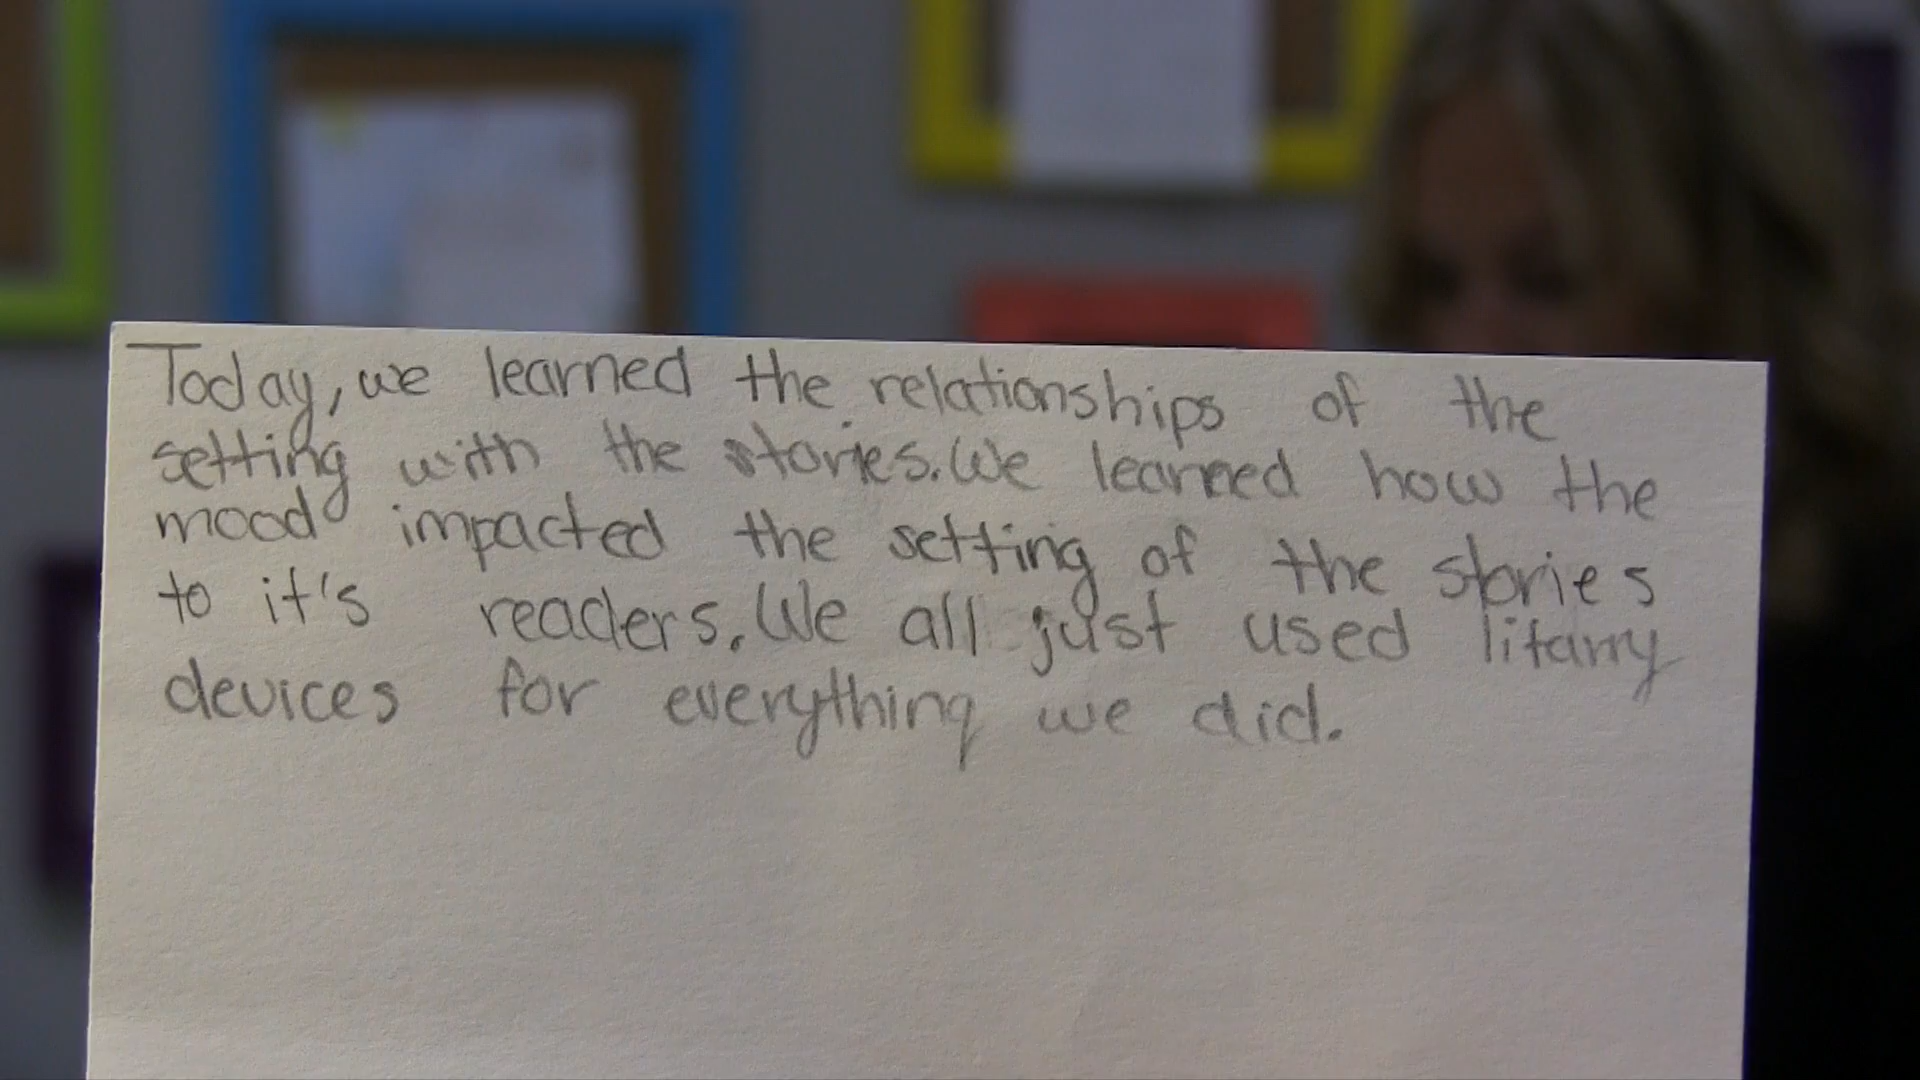 Today, we learned the relationships of the
setting with the stories. We learned how the
mood impacted the setting of the stories
to it's readers. We all just used litarry
devices for everything we did.